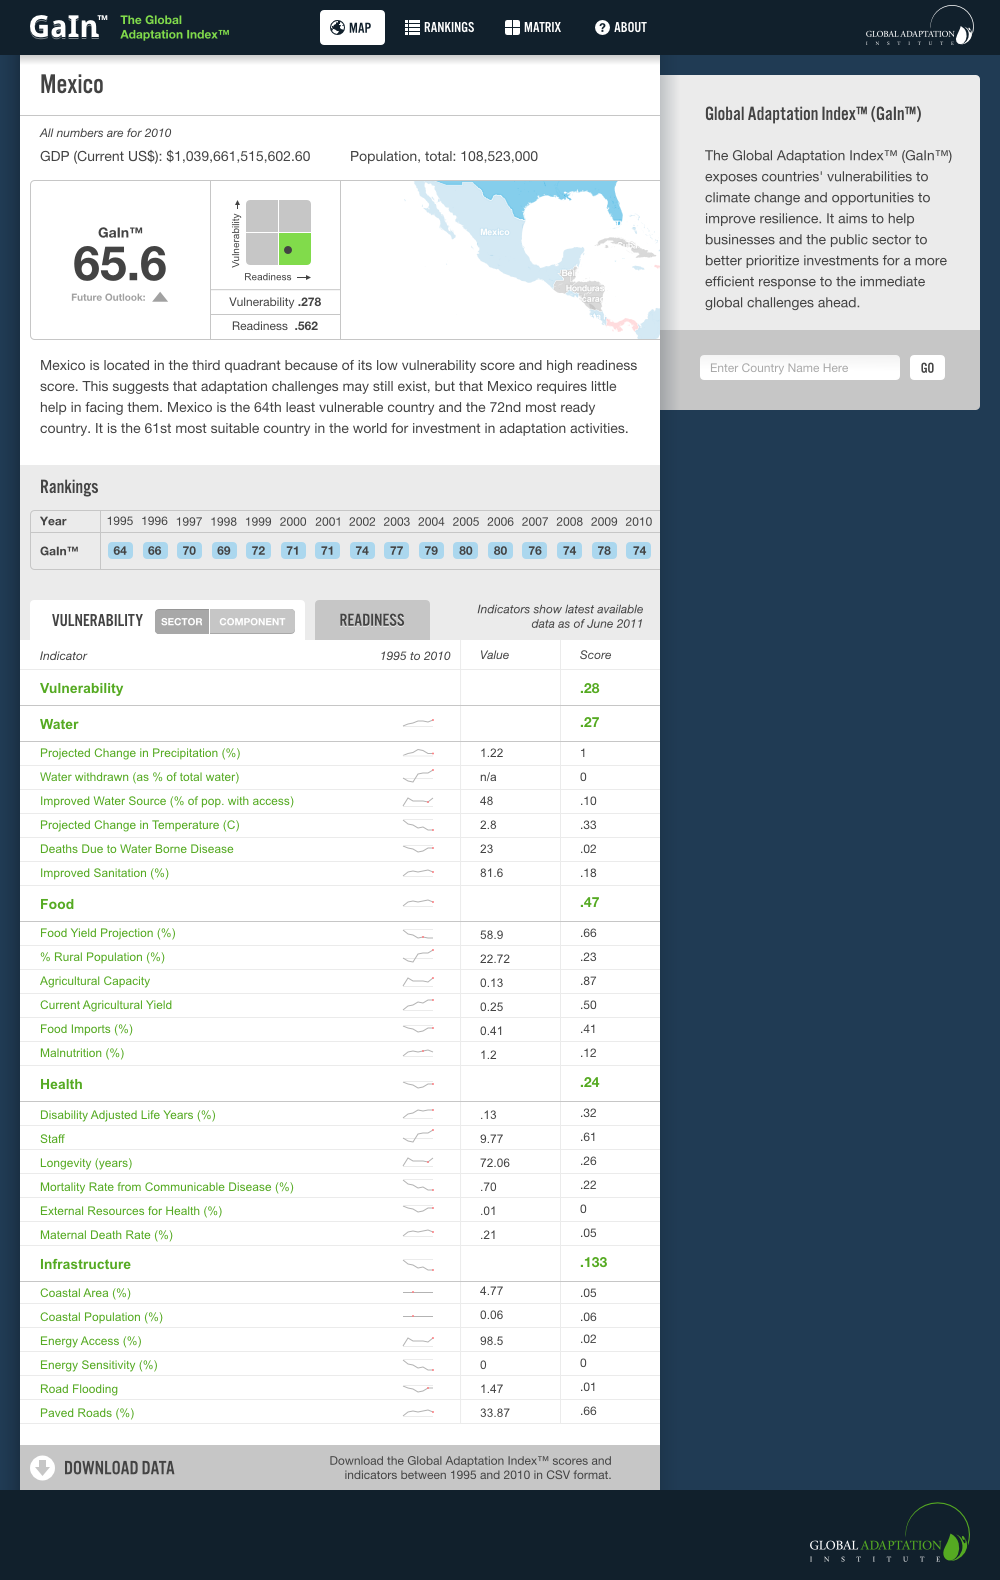 GaIn™ The Global
Adaptation Index™
MAP RANKINGS MATRIX ? ABOUT
GLOBAL ADAPTATION
INSTITUTE
Mexico
All numbers are for 2010
GDP (Current US$): $1,039,661,515,602.60 Population, total: 108,523,000
GaIn™
65.6
Future Outlook:
Vulnerability
Readiness
Vulnerability .278
Readiness .562
Mexico
Honduras
Mexico is located in the third quadrant because of its low vulnerability score and high readiness
score. This suggests that adaptation challenges may still exist, but that Mexico requires little
help in facing them. Mexico is the 64th least vulnerable country and the 72nd most ready
country. It is the 61st most suitable country in the world for investment in adaptation activities.
Global Adaptation Index™ (GaIn™)
The Global Adaptation Index™ (GaIn™)
exposes countries' vulnerabilities to
climate change and opportunities to
improve resilience. It aims to help
businesses and the public sector to
better prioritize investments for a more
efficient response to the immediate
global challenges ahead.
Enter Country Name Here GO
Rankings
Year 1995 1996 1997 1998 1999 2000 2001 2002 2003 2004 2005 2006 2007 2008 2009 2010
GaIn™ 64 66 70 69 72 71 71 74 77 79 80 80 76 74 78 74
VULNERABILITY SECTOR COMPONENT READINESS
Indicators show latest available
data as of June 2011
Indicator 1995 to 2010 Value Score
Vulnerability .28
Water .27
Projected Change in Precipitation (%) 1.22 1
Water withdrawn (as % of total water) n/a 0
Improved Water Source (% of pop. with access) 48 .10
Projected Change in Temperature (C) 2.8 .33
Deaths Due to Water Borne Disease 23 .02
Improved Sanitation (%) 81.6 .18
Food .47
Food Yield Projection (%) 58.9 .66
% Rural Population (%) 22.72 .23
Agricultural Capacity 0.13 .87
Current Agricultural Yield 0.25 .50
Food Imports (%) 0.41 .41
Malnutrition (%) 1.2 .12
Health .24
Disability Adjusted Life Years (%) .13 .32
Staff 9.77 .61
Longevity (years) 72.06 .26
Mortality Rate from Communicable Disease (%) .70 .22
External Resources for Health (%) .01 0
Maternal Death Rate (%) .21 .05
Infrastructure .133
Coastal Area (%) 4.77 .05
Coastal Population (%) 0.06 .06
Energy Access (%) 98.5 .02
Energy Sensitivity (%) 0 0
Road Flooding 1.47 .01
Paved Roads (%) 33.87 .66
DOWNLOAD DATA
Download the Global Adaptation Index™ scores and
indicators between 1995 and 2010 in CSV format.
GLOBAL ADAPTATION
INSTITUTE